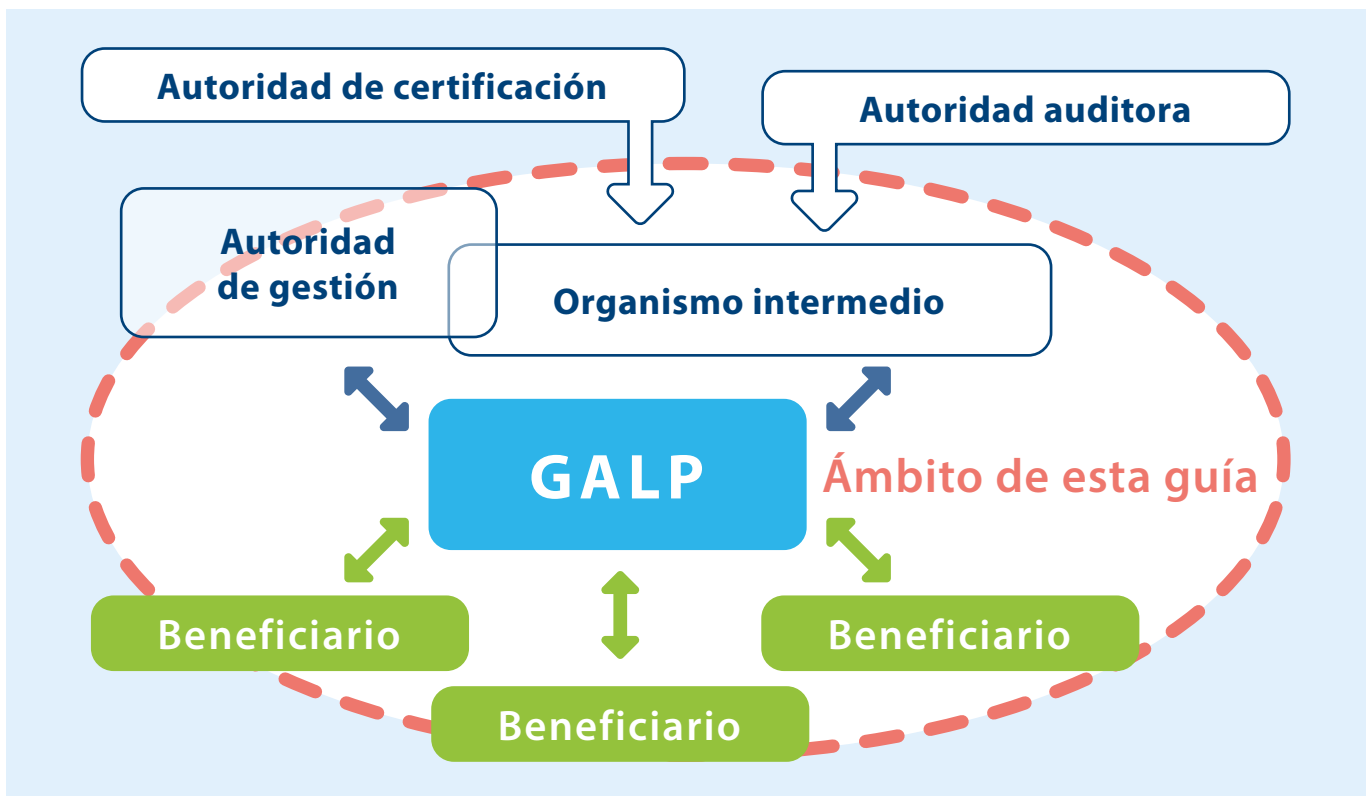 Autoridad de certificación
Autoridad auditora
Autoridad
de gestión
Organismo intermedio
GALP
Ámbito de esta guía
Beneficiario
Beneficiario
Beneficiario